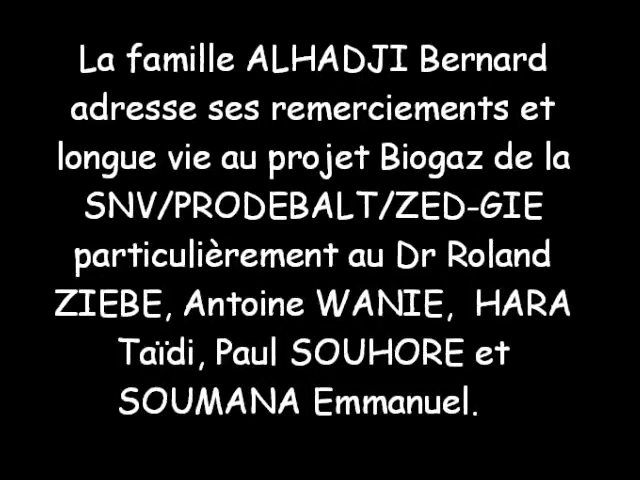 La famille ALHADJI Bernard
adresse ses remerciements et
longue vie au projet Biogaz de la
SNV/PRODEBALT/ZED-GIE
particulièrement au Dr Roland
ZIEBE, Antoine WANIE, HARA
Taïdi, Paul SOUHORE et
SOUMANA Emmanuel.